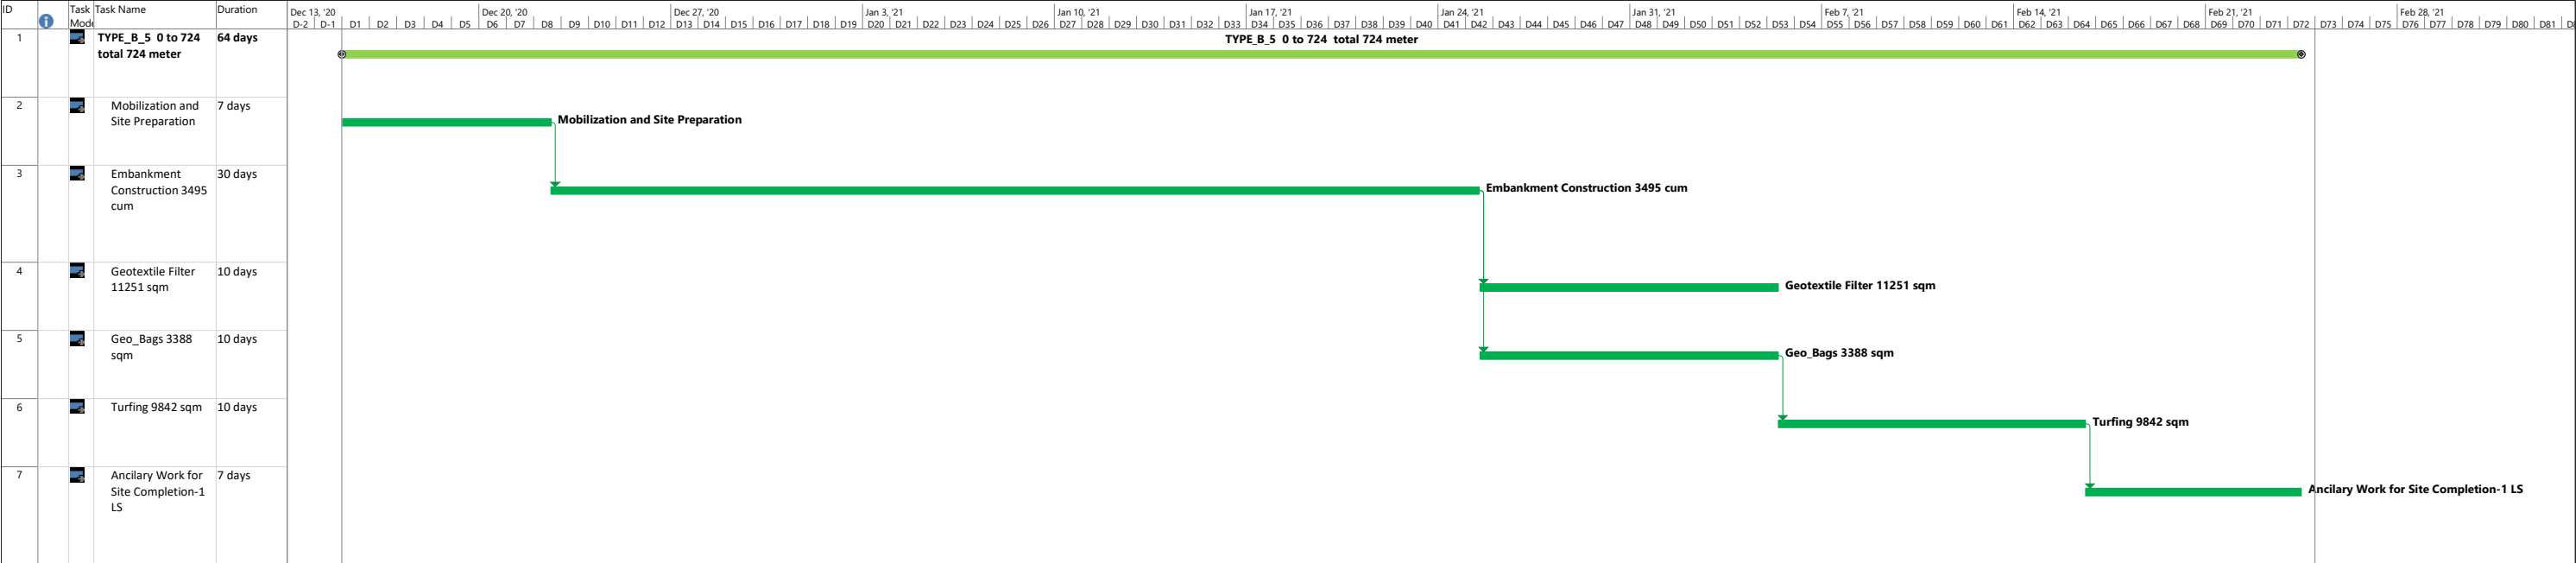 ID Task Mode Task Name Duration
Dec 13, '20 Dec 20, '20 Dec 27, '20 Jan 3, '21 Jan 10, '21 Jan 17, '21 Jan 24, '21 Jan 31, '21 Feb 7, '21 Feb 14, '21 Feb 21, '21 Feb 28, '21
D-2 D-1 D1 D2 D3 D4 D5 D6 D7 D8 D9 D10 D11 D12 D13 D14 D15 D16 D17 D18 D19 D20 D21 D22 D23 D24 D25 D26 D27 D28 D29 D30 D31 D32 D33 D34 D35 D36 D37 D38 D39 D40 D41 D42 D43 D44 D45 D46 D47 D48 D49 D50 D51 D52 D53 D54 D55 D56 D57 D58 D59 D60 D61 D62 D63 D64 D65 D66 D67 D68 D69 D70 D71 D72 D73 D74 D75 D76 D77 D78 D79 D80 D81
1 TYPE_B_5 0 to 724 64 days
total 724 meter
TYPE_B_5 0 to 724 total 724 meter
2 Mobilization and 7 days
Site Preparation
Mobilization and Site Preparation
3 Embankment 30 days
Construction 3495
cum
Embankment Construction 3495 cum
4 Geotextile Filter 10 days
11251 sqm
Geotextile Filter 11251 sqm
5 Geo_Bags 3388 10 days
sqm
Geo_Bags 3388 sqm
6 Turfing 9842 sqm 10 days
Turfing 9842 sqm
7 Ancilary Work for 7 days
Site Completion-1
LS
Ancilary Work for Site Completion-1 LS